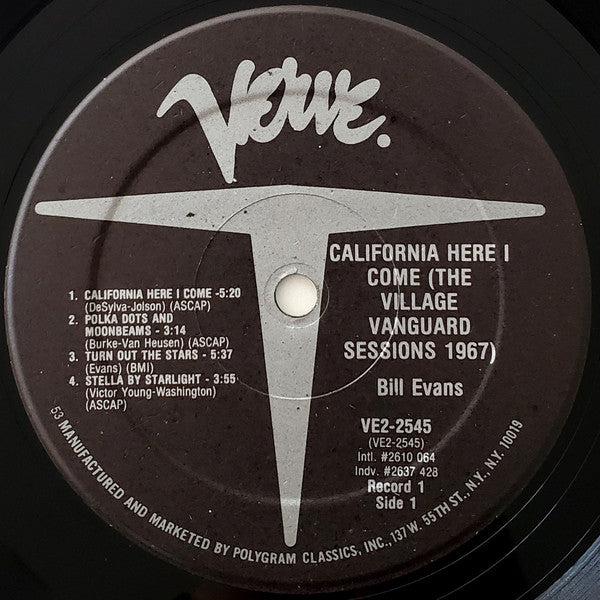 Verve.
CALIFORNIA HERE I
COME (THE
VILLAGE
VANGUARD
SESSIONS 1967)
Bill Evans
1. CALIFORNIA HERE I COME -5:20
(DeSylva-Jolson) (ASCAP)
2. POLKA DOTS AND
MOONBEAMS - 3:14
(Burke-Van Heusen) (ASCAP)
3. TURN OUT THE STARS - 5:37
(Evans) (BMI)
4. STELLA BY STARLIGHT - 3:55
(Victor Young-Washington)
(ASCAP)
VE2-2545
(VE2-2545)
Intl. #2610 064
Indv. #2637 428
Record 1
Side 1
53 MANUFACTURED AND MARKETED BY POLYGRAM CLASSICS, INC., 137 W. 55TH ST., N.Y. N.Y. 10019